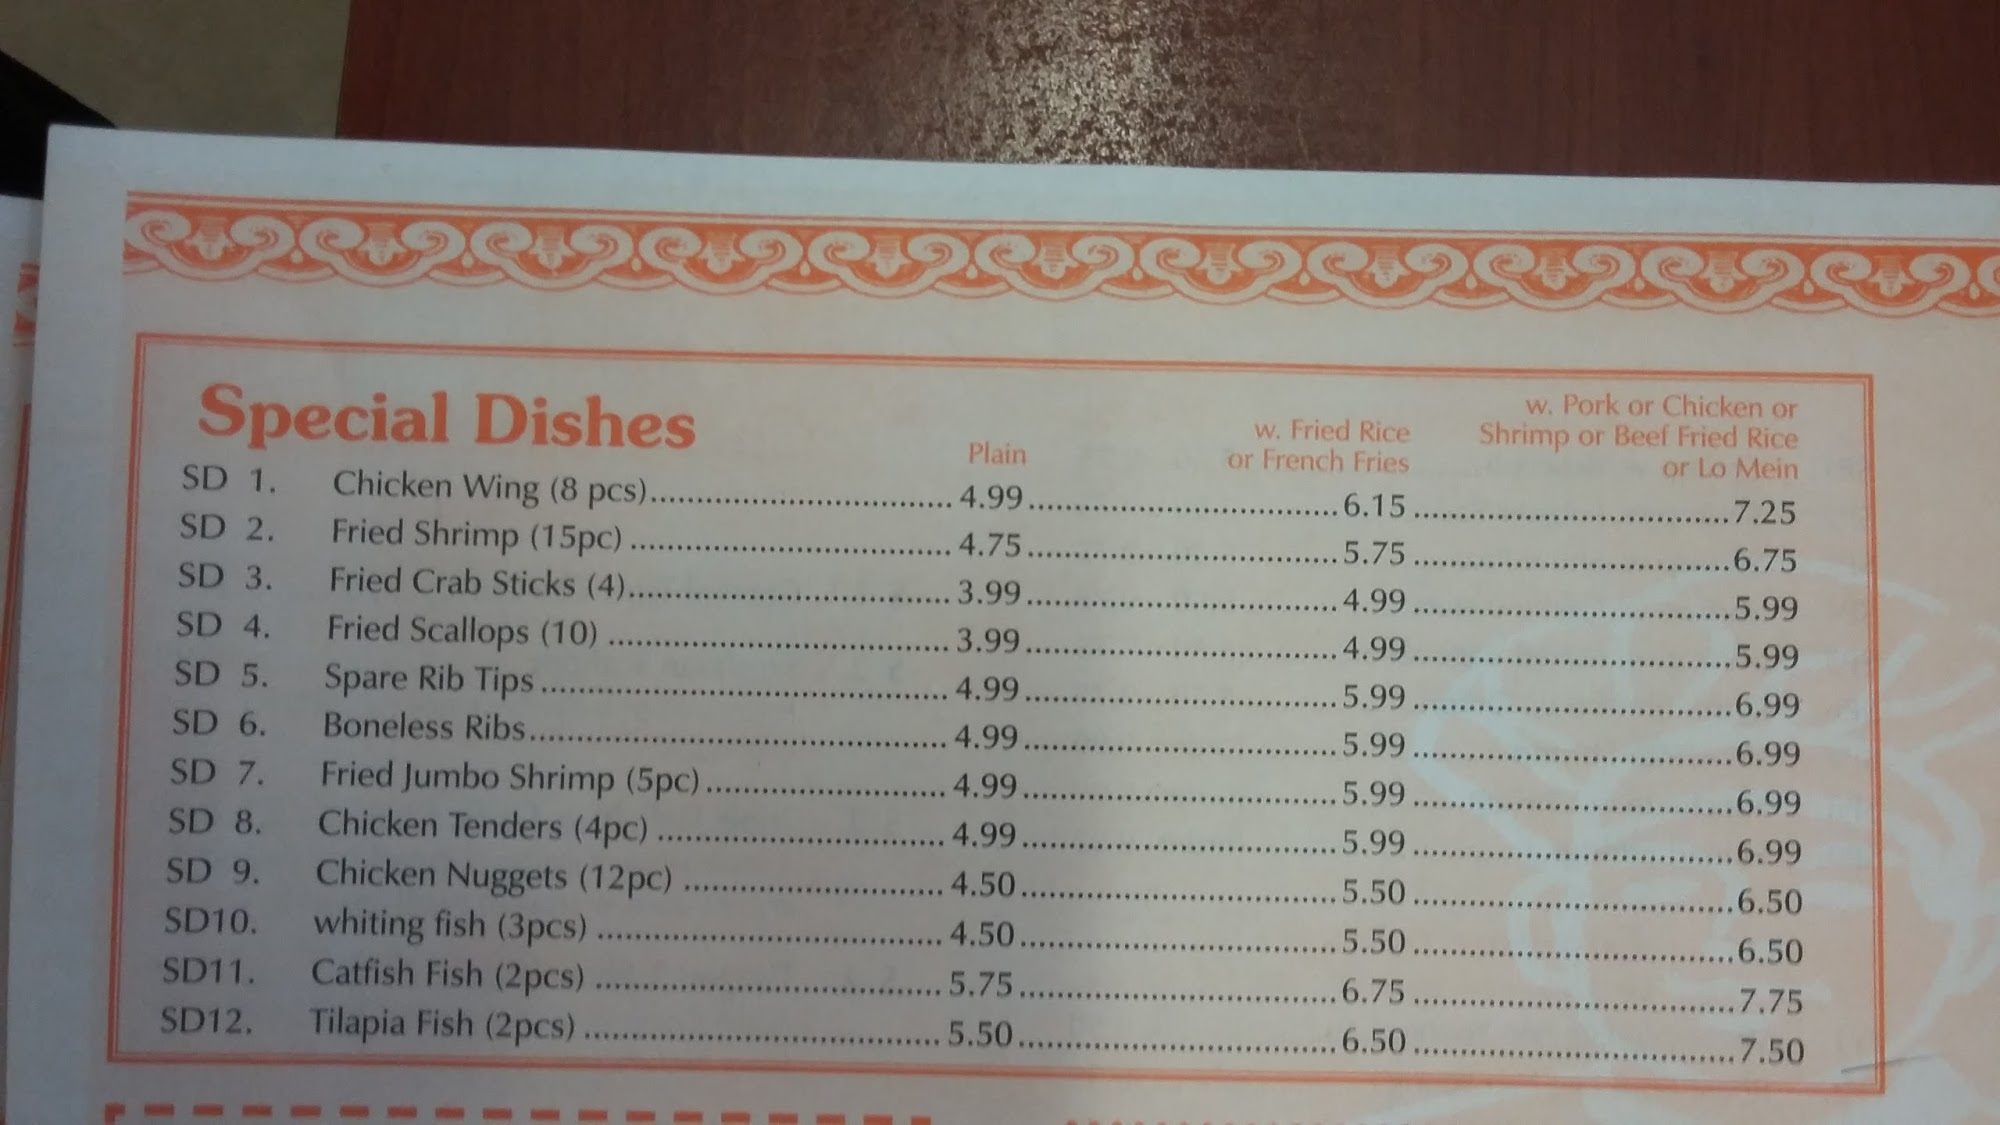 Special Dishes
Plain
w. Fried Rice
or French Fries
w. Pork or Chicken or
Shrimp or Beef Fried Rice
or Lo Mein
SD 1. Chicken Wing (8 pcs) 4.99 6.15 7.25
SD 2. Fried Shrimp (15pc) 4.75 5.75 6.75
SD 3. Fried Crab Sticks (4) 3.99 4.99 5.99
SD 4. Fried Scallops (10) 3.99 4.99 5.99
SD 5. Spare Rib Tips 4.99 5.99 6.99
SD 6. Boneless Ribs 4.99 5.99 6.99
SD 7. Fried Jumbo Shrimp (5pc) 4.99 5.99 6.99
SD 8. Chicken Tenders (4pc) 4.99 5.99 6.99
SD 9. Chicken Nuggets (12pc) 4.50 5.50 6.50
SD10. whiting fish (3pcs) 4.50 5.50 6.50
SD11. Catfish Fish (2pcs) 5.75 6.75 7.75
SD12. Tilapia Fish (2pcs) 5.50 6.50 7.50